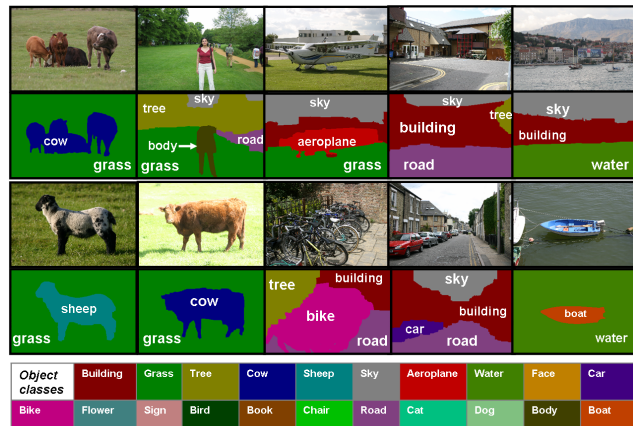 sky
tree
body
road
grass
cow
grass
sky
aeroplane
grass
sky
tree
building
road
sky
building
water
sheep
grass
cow
grass
building
tree
bike
road
sky
building
car
road
boat
water
Object classes Building Grass Tree Cow Sheep Sky Aeroplane Water Face Car
Bike Flower Sign Bird Book Chair Road Cat Dog Body Boat